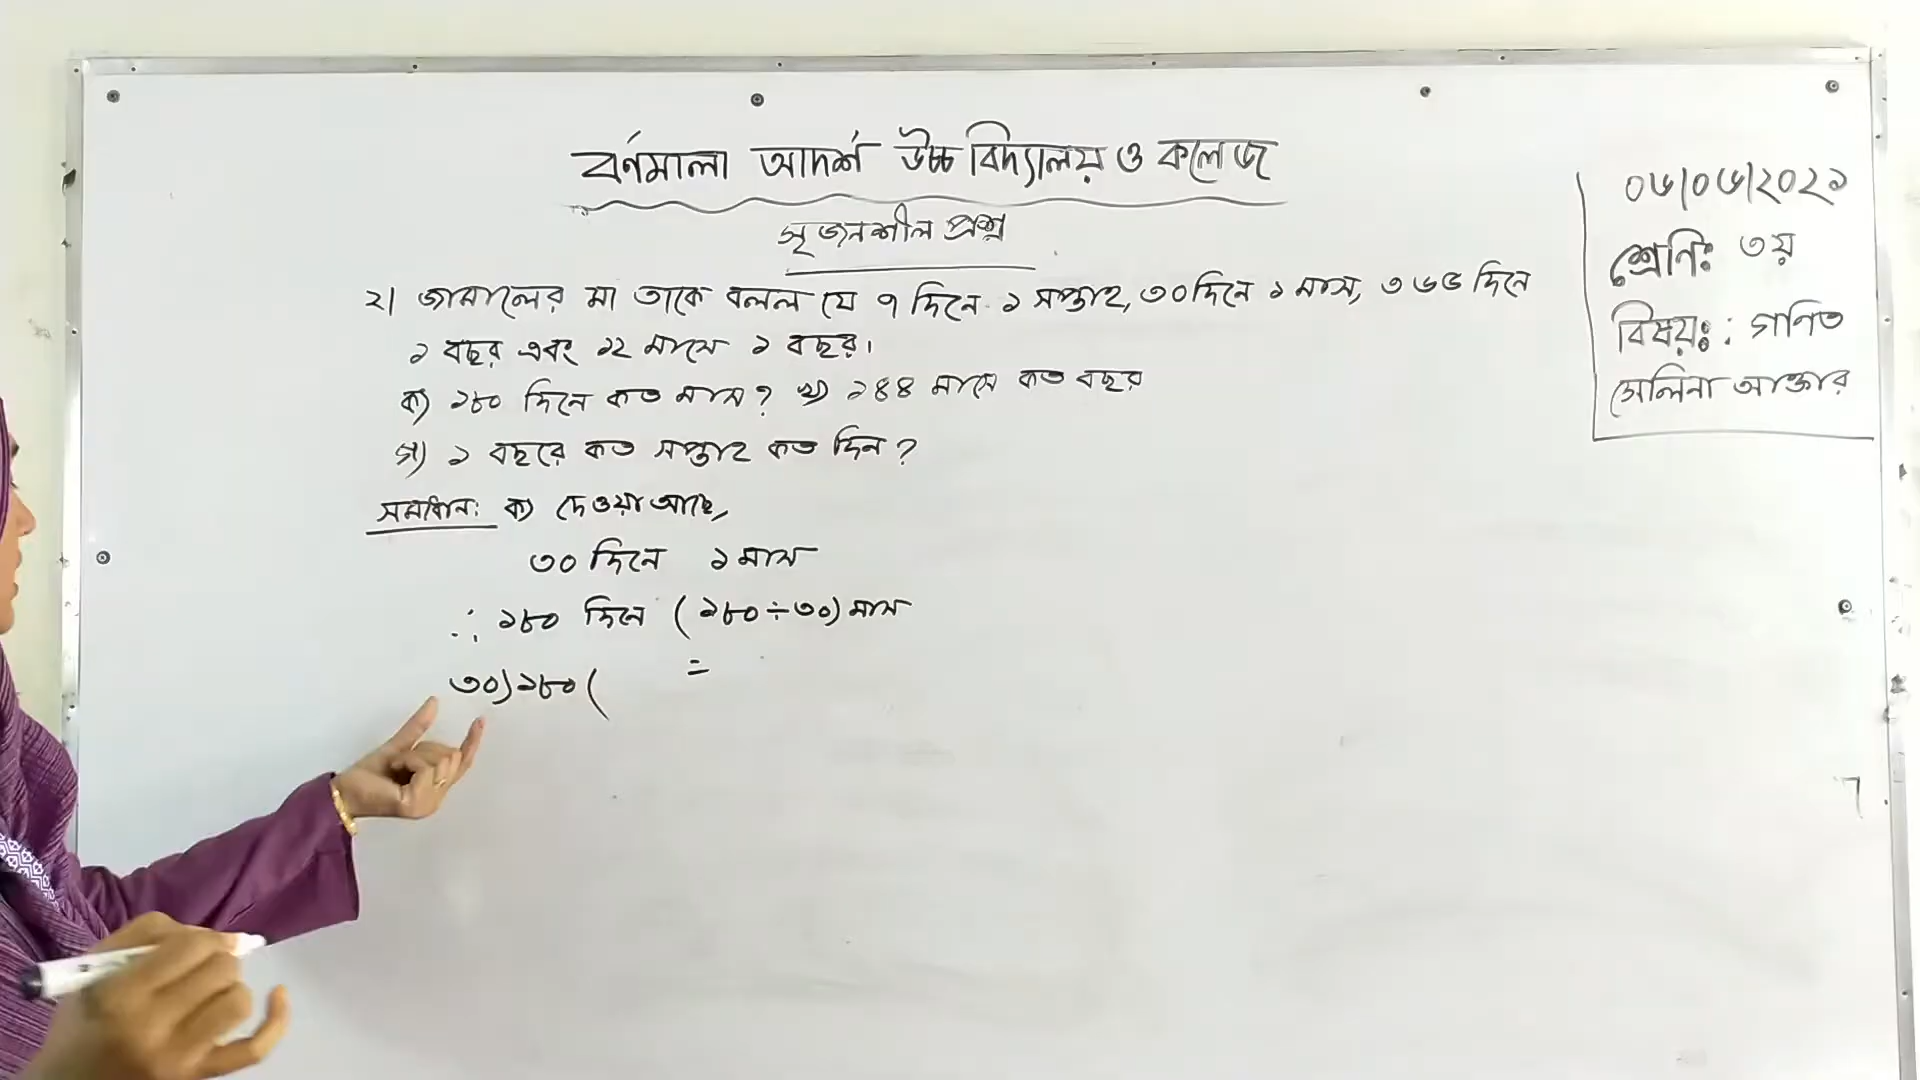 বর্ণমালা আদর্শ উচ্চ বিদ্যালয় ও কলেজ
সৃজনশীল প্রশ্ন
২। জামালের মা তাকে বলল যে ৭ দিনে ১ সপ্তাহ, ৩০ দিনে ১ মাস, ৩৬৫ দিনে
১ বছর এবং ১২ মাসে ১ বছর।
ক) ১৮০ দিনে কত মাস? খ) ১৪৪ মাসে কত বছর
গ) ১ বছরে কত সপ্তাহ কত দিন?
সমাধান: ক) দেওয়া আছে,
৩০ দিনে ১ মাস
∴ ১৮০ দিনে (১৮০÷৩০) মাস
=
৩০)১৮০(
০৬/০৬/২০২১
শ্রেণি: ৩য়
বিষয়: : গণিত
সেলিনা আক্তার